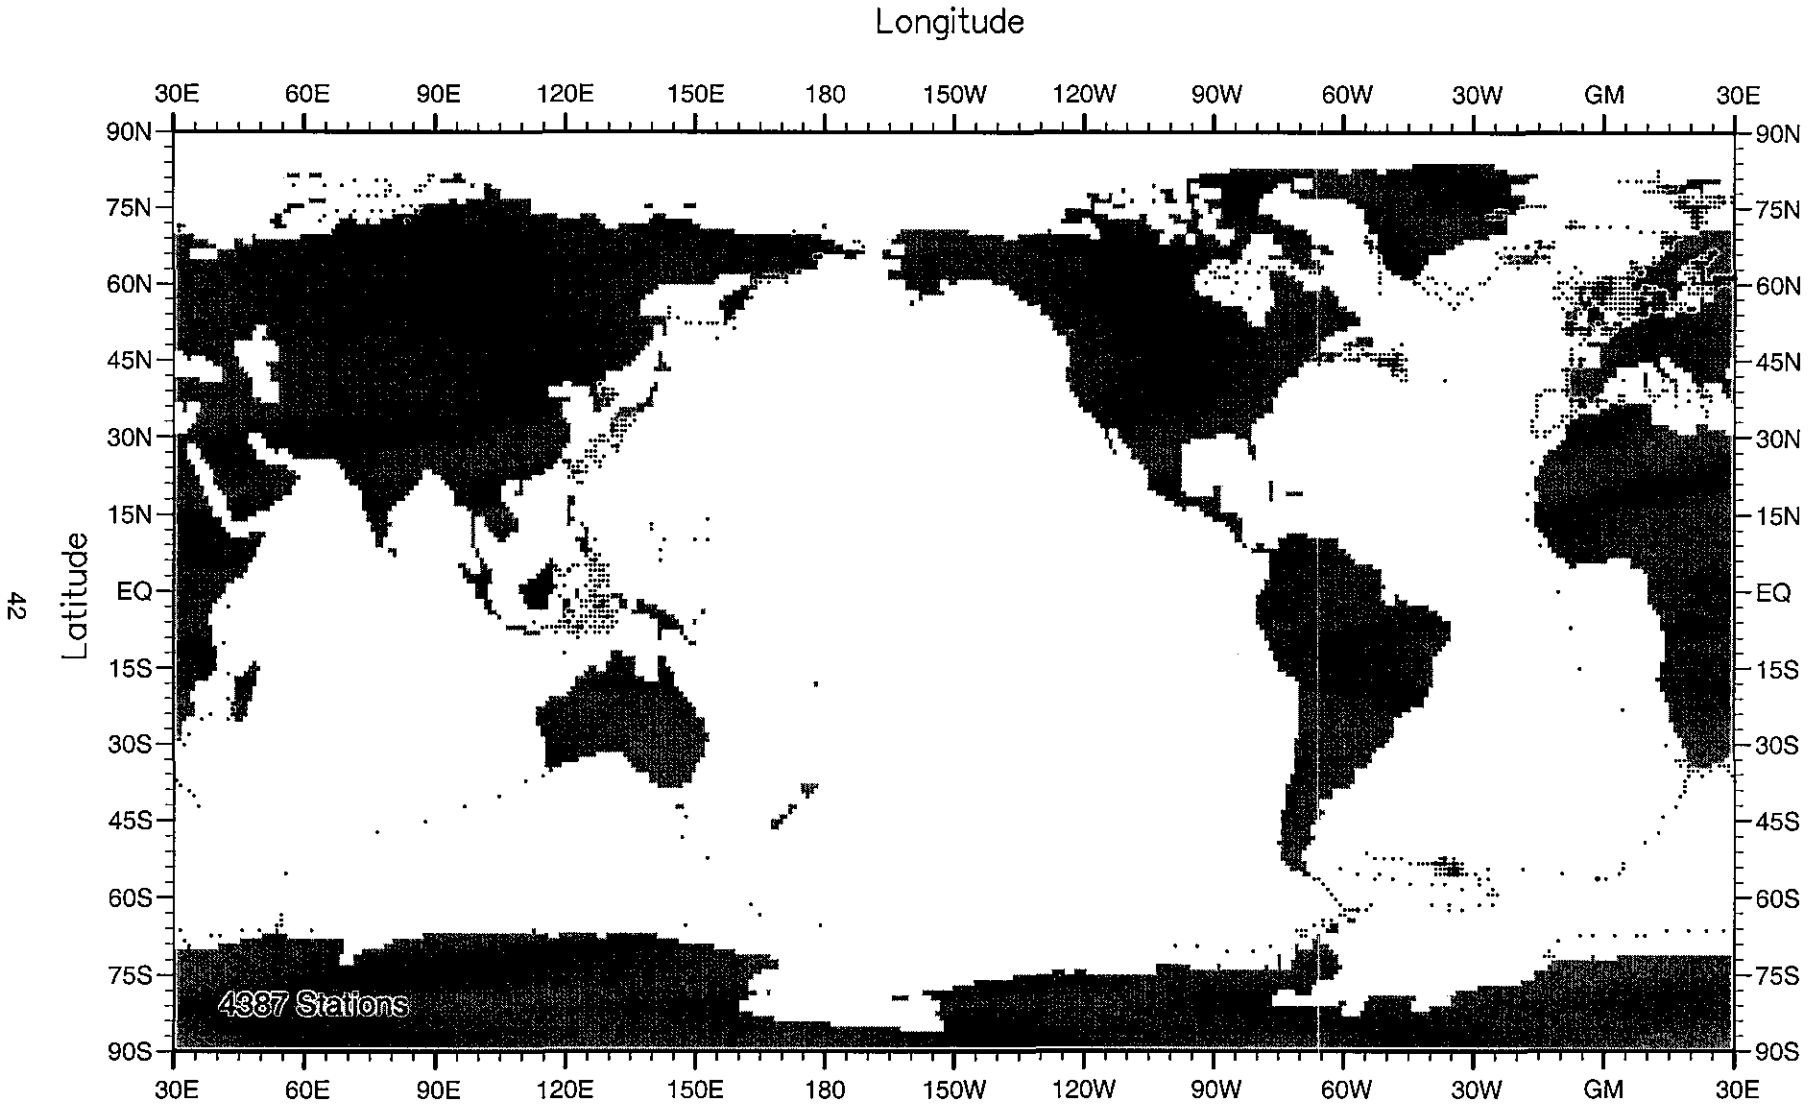 Longitude
30E 60E 90E 120E 150E 180 150W 120W 90W 60W 30W GM 30E
90N 90N
75N 75N
60N 60N
45N 45N
30N 30N
15N 15N
EQ EQ
15S 15S
30S 30S
45S 45S
60S 60S
75S 75S
90S 90S
Latitude
42
4387 Stations
30E 60E 90E 120E 150E 180 150W 120W 90W 60W 30W GM 30E